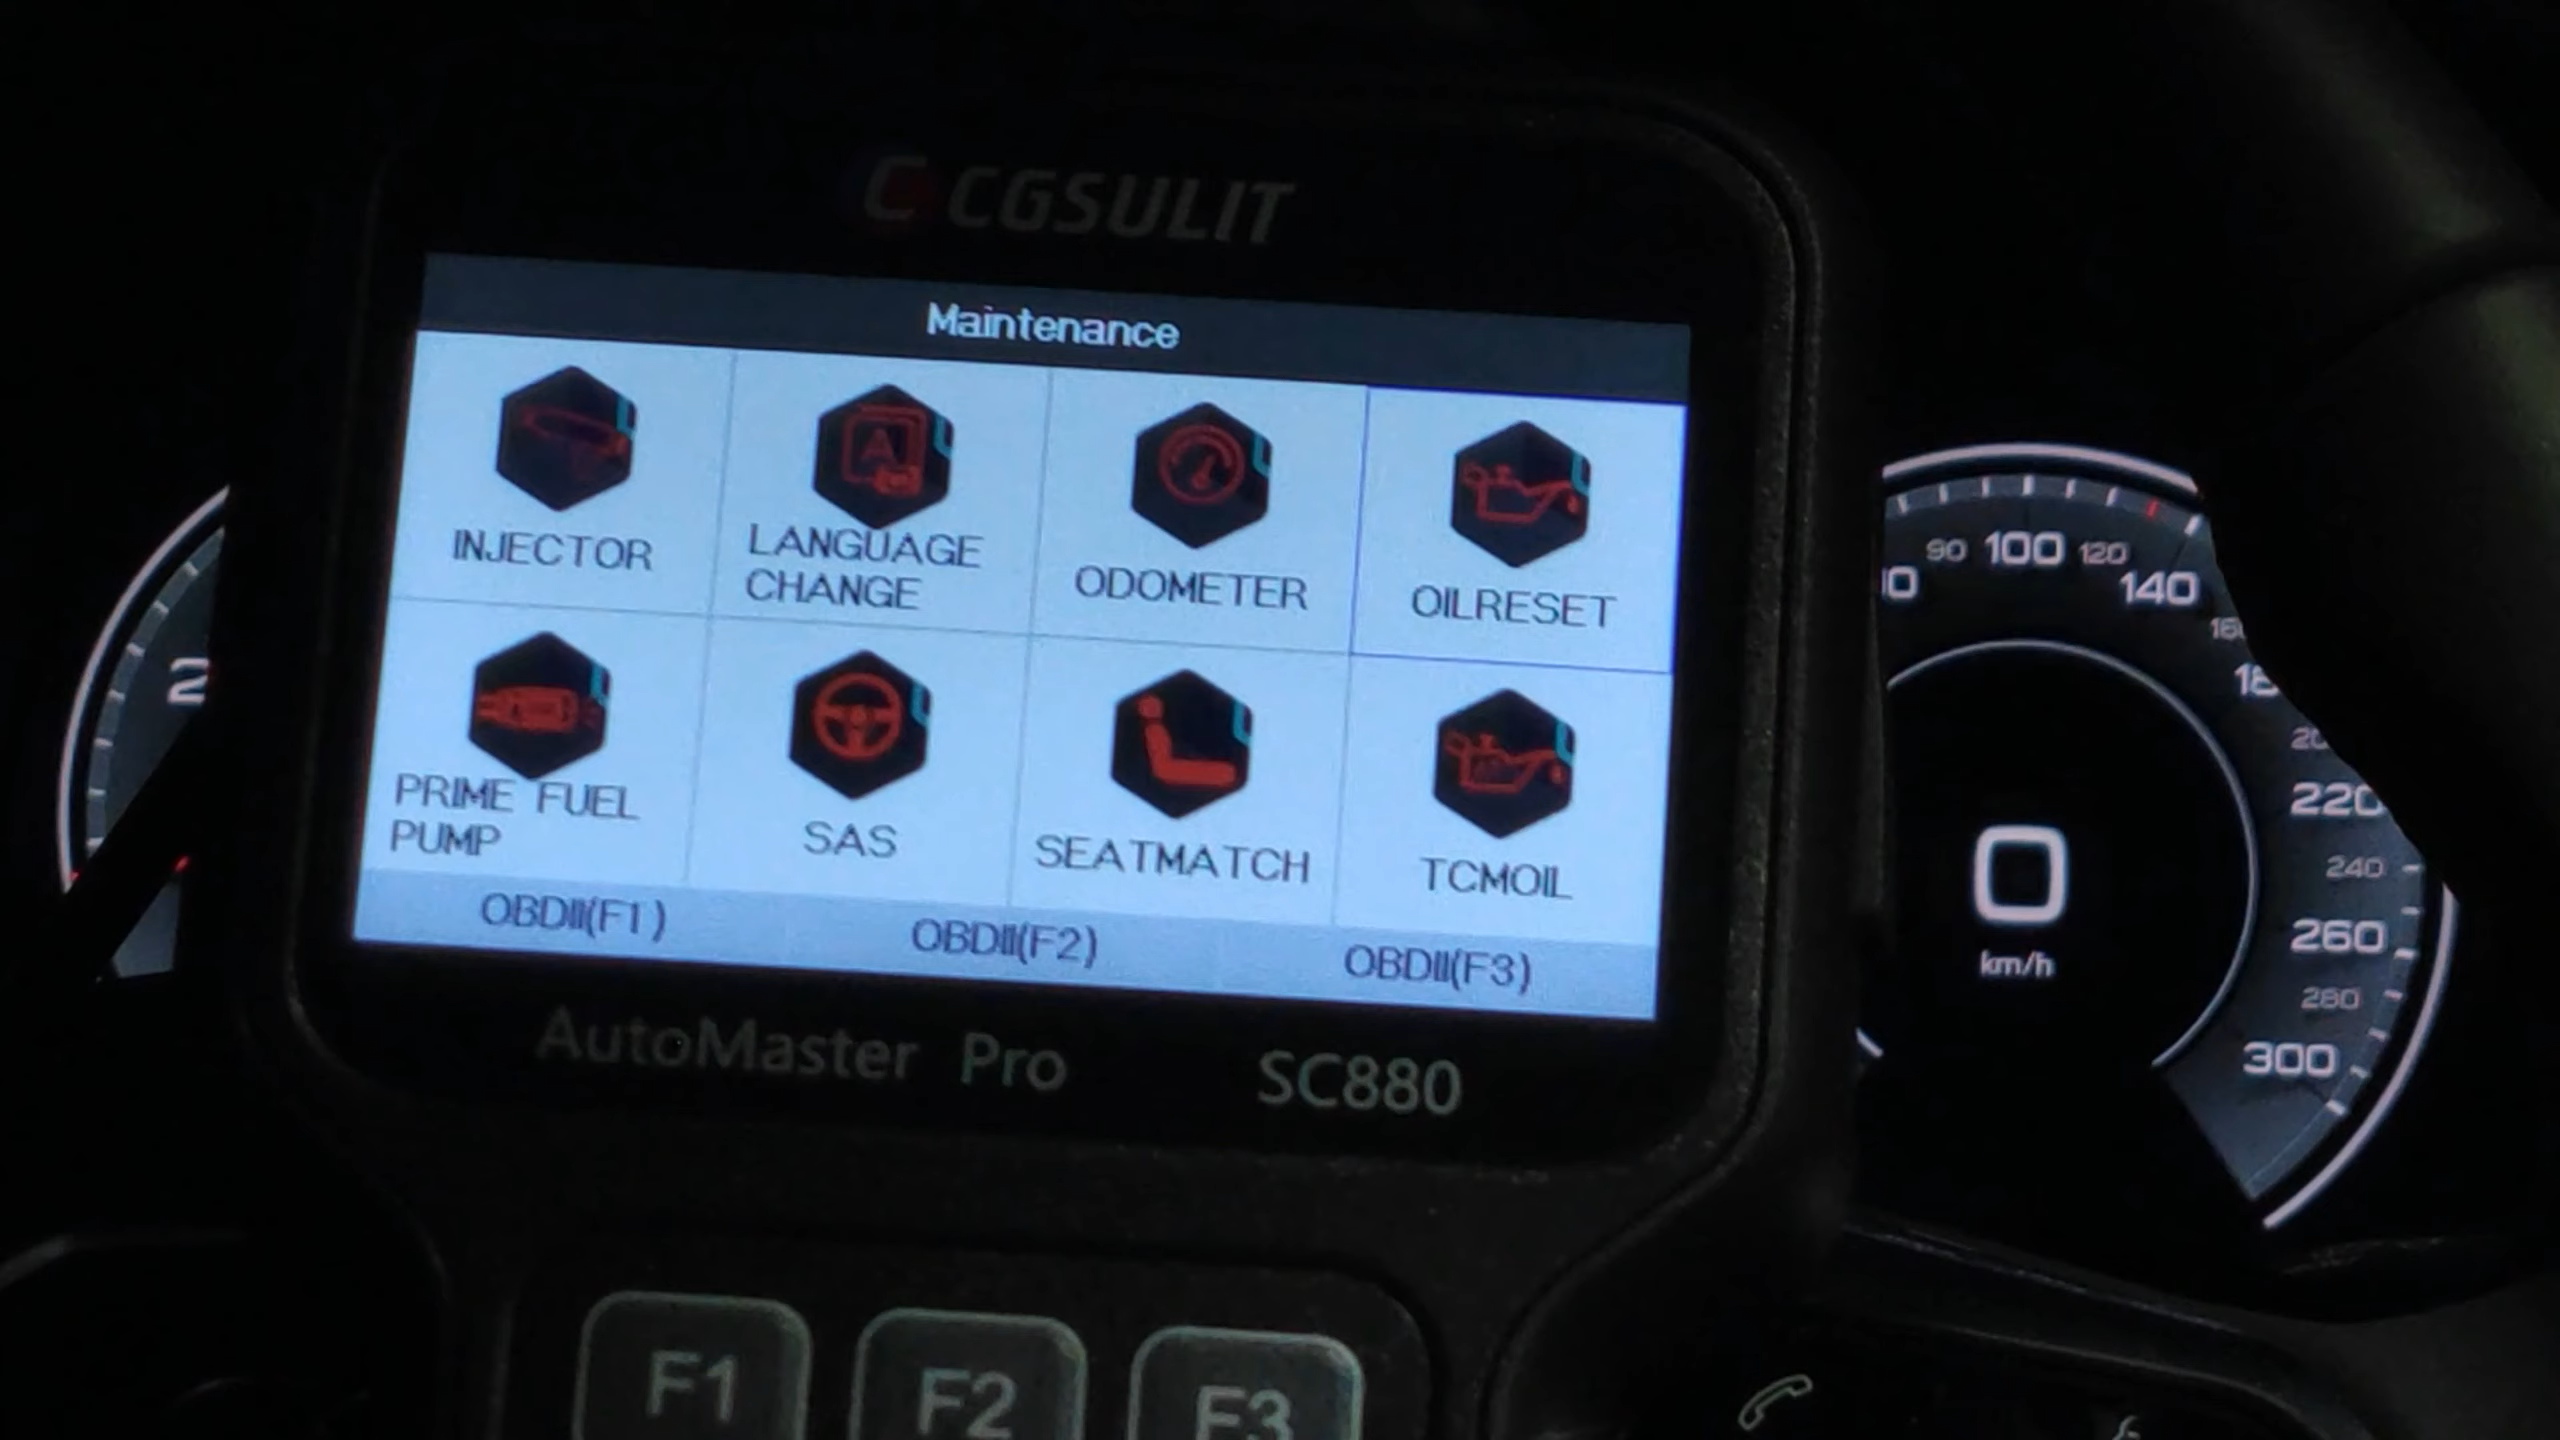 CGSULIT
Maintenance
INJECTOR
LANGUAGE
CHANGE
ODOMETER
OILRESET
PRIME FUEL
PUMP
SAS
SEATMATCH
TCMOIL
OBDII(F1)
OBDII(F2)
OBDII(F3)
AutoMaster Pro
SC880
F1
F2
F3
2
90
100
120
140
220
240
260
280
300
0
km/h